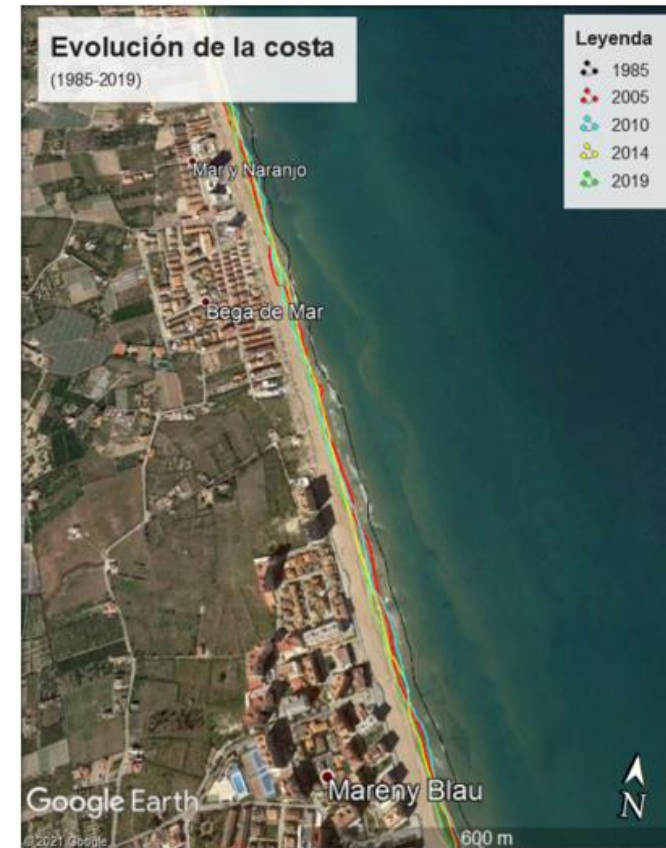 Evolución de la costa
(1985-2019)
Leyenda
1985
2005
2010
2014
2019
Mar y Naranjo
Bega de Mar
Mareny Blau
Google Earth
© 2021 Google
600 m
N